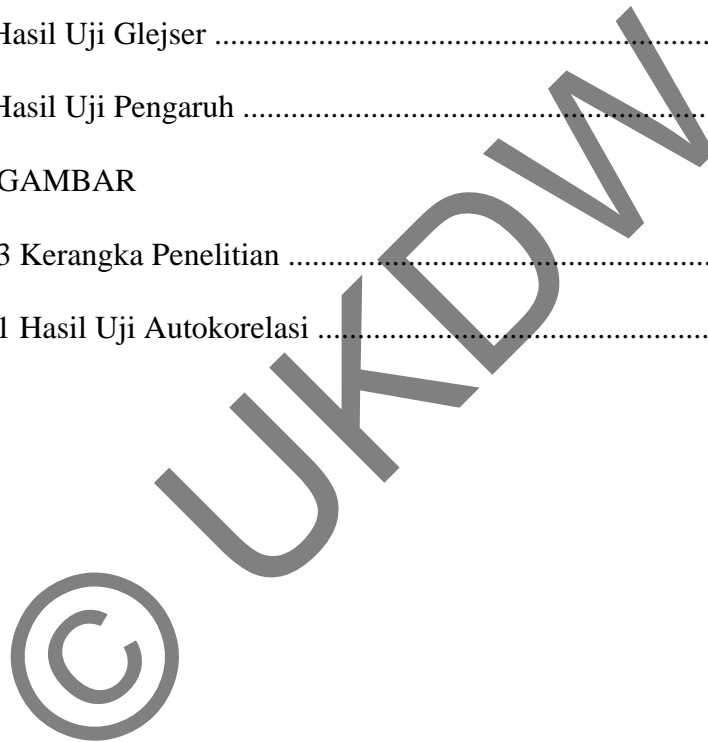 Hasil Uji Glejser ..........................................................
Hasil Uji Pengaruh ......................................................
GAMBAR
3 Kerangka Penelitian .................................................
1 Hasil Uji Autokorelasi .............................................
© UKDW